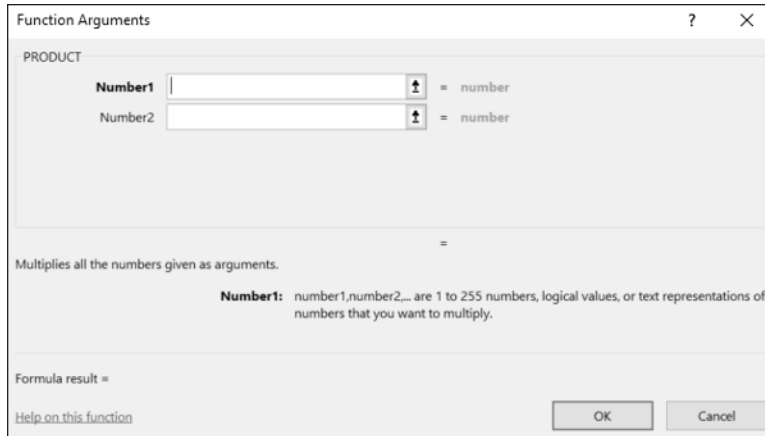 Function Arguments ? X
PRODUCT
Number1 = number
Number2 = number
=
Multiplies all the numbers given as arguments.
Number1: number1,number2,... are 1 to 255 numbers, logical values, or text representations of
numbers that you want to multiply.
Formula result =
Help on this function OK Cancel